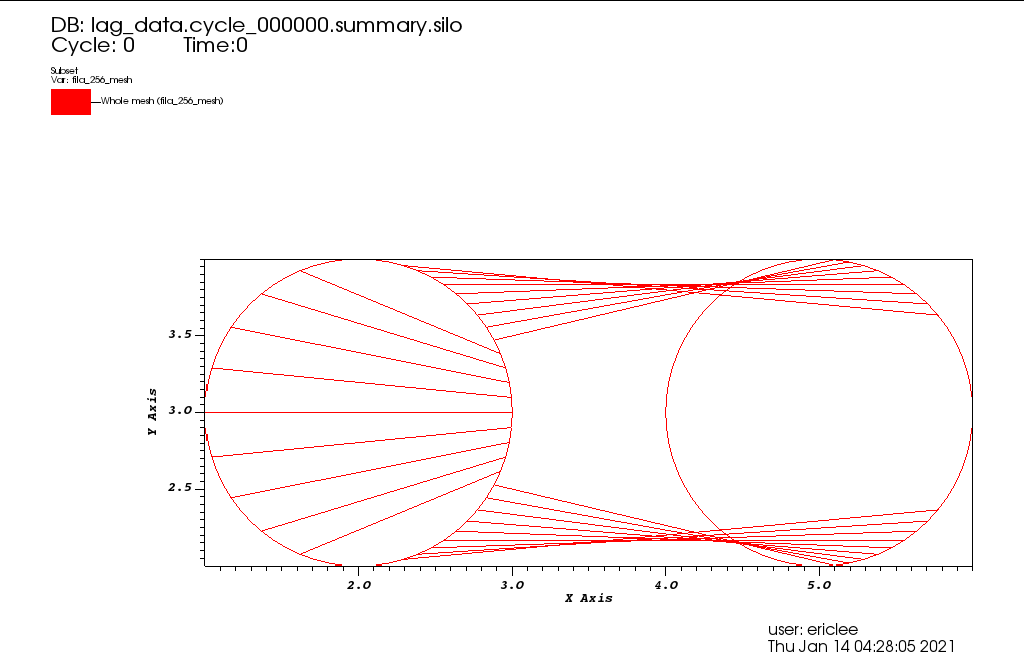 DB: lag_data.cycle_000000.summary.silo
Cycle: 0 Time:0
Subset
Var: fila_256_mesh
Whole mesh (fila_256_mesh)
3.5
3.0
2.5
Y Axis
2.0 3.0 4.0 5.0
X Axis
user: ericlee
Thu Jan 14 04:28:05 2021